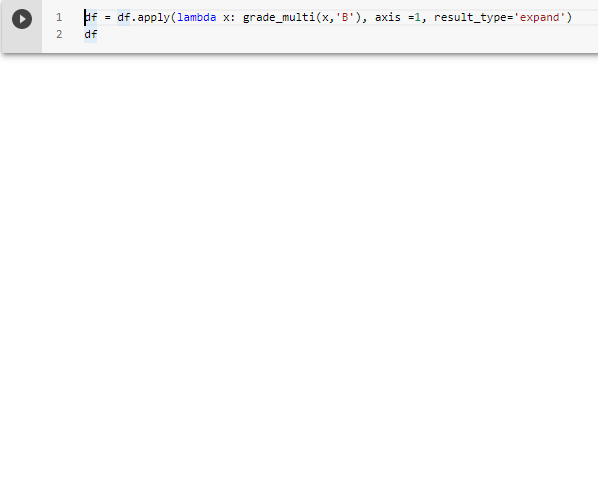 1 df = df.apply(lambda x: grade_multi(x,'B'), axis =1, result_type='expand')
2 df